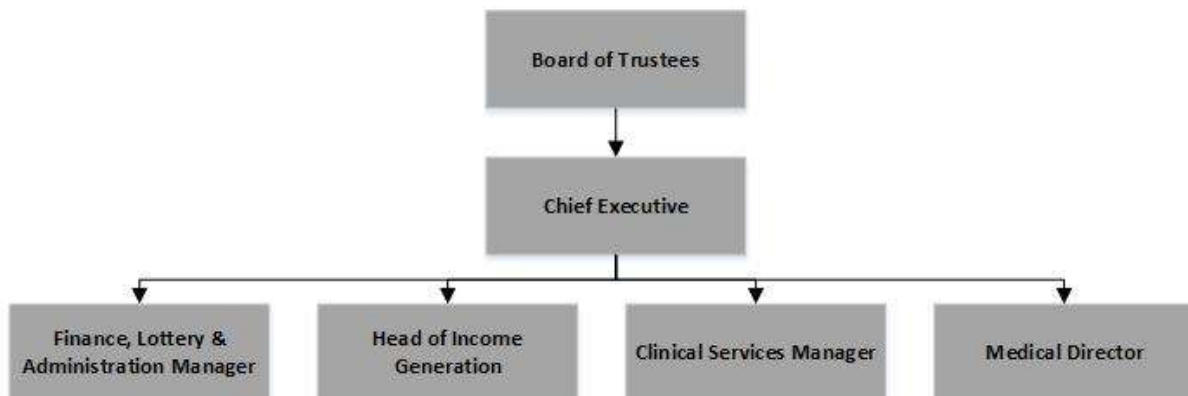 Board of Trustees
Chief Executive
Finance, Lottery &
Administration Manager
Head of Income
Generation
Clinical Services Manager
Medical Director